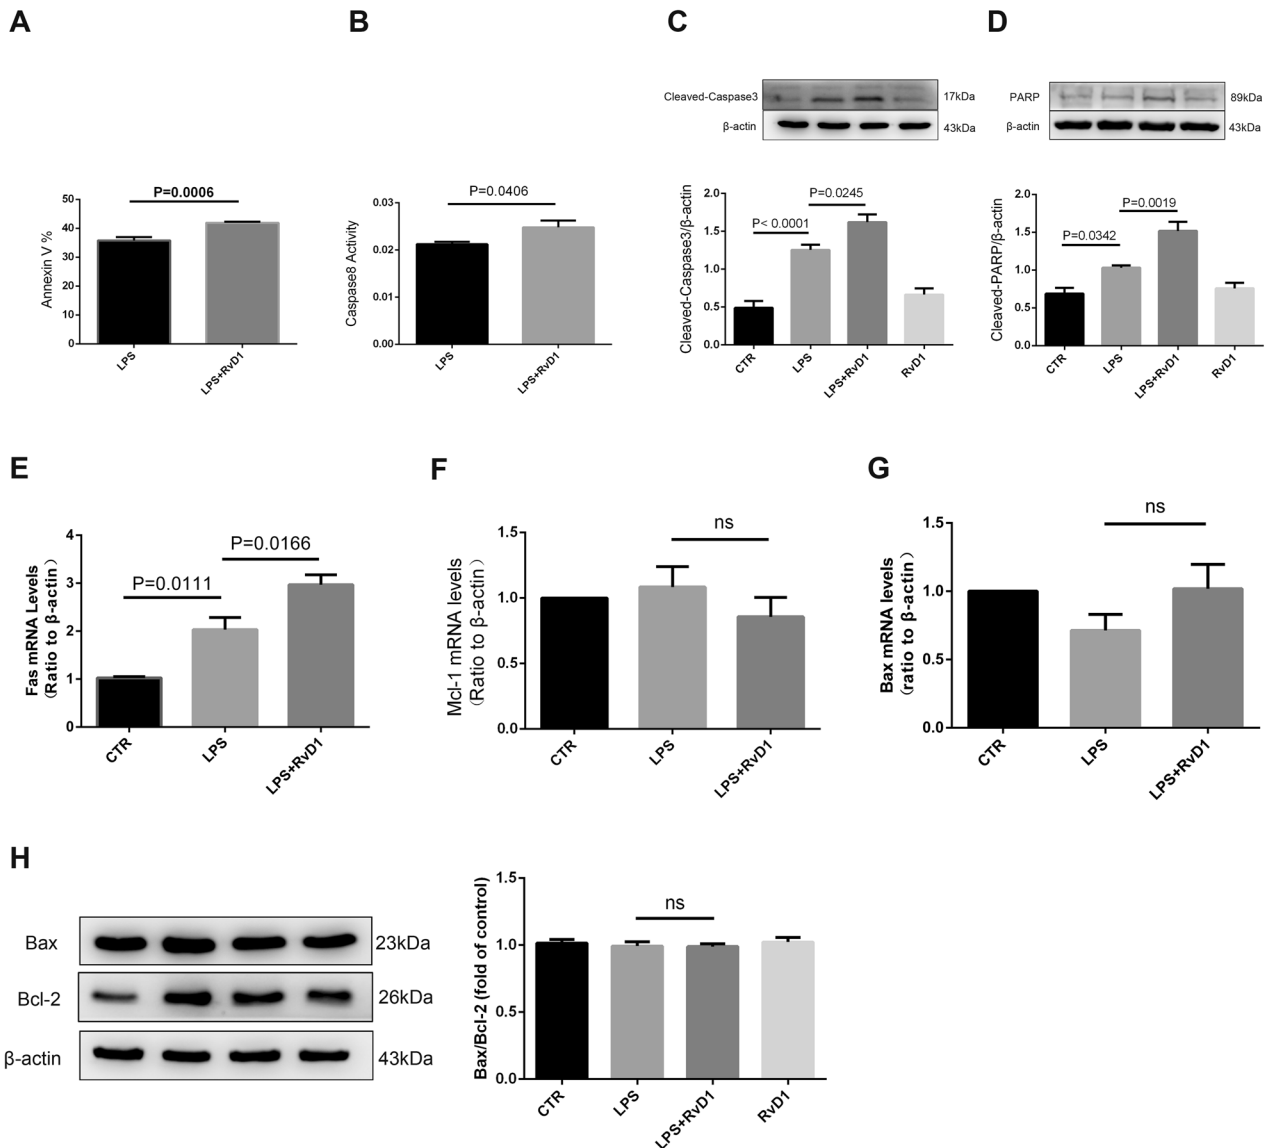 A
B
C
D
Cleaved-Caspase3
17kDa
β-actin
43kDa
PARP
89kDa
β-actin
43kDa
P=0.0006
Annexin V %
50
40
30
20
10
0
LPS
LPS+RvD1
P=0.0406
Caspase8 Activity
0.03
0.02
0.01
0.00
LPS
LPS+RvD1
P=0.0245
P< 0.0001
Cleaved-Caspase3/β-actin
2.0
1.5
1.0
0.5
0.0
CTR
LPS
LPS+RvD1
RvD1
P=0.0019
P=0.0342
Cleaved-PARP/β-actin
2.0
1.5
1.0
0.5
0.0
CTR
LPS
LPS+RvD1
RvD1
E
F
G
P=0.0166
P=0.0111
Fas mRNA Levels
(Ratio to β-actin)
4
3
2
1
0
CTR
LPS
LPS+RvD1
ns
Mcl-1 mRNA levels
(Ratio to β-actin)
1.5
1.0
0.5
0.0
CTR
LPS
LPS+RvD1
ns
Bax mRNA levels
(ratio to β-actin)
1.5
1.0
0.5
0.0
CTR
LPS
LPS+RvD1
H
Bax
23kDa
Bcl-2
26kDa
β-actin
43kDa
ns
Bax/Bcl-2 (fold of control)
1.5
1.0
0.5
0.0
CTR
LPS
LPS+RvD1
RvD1